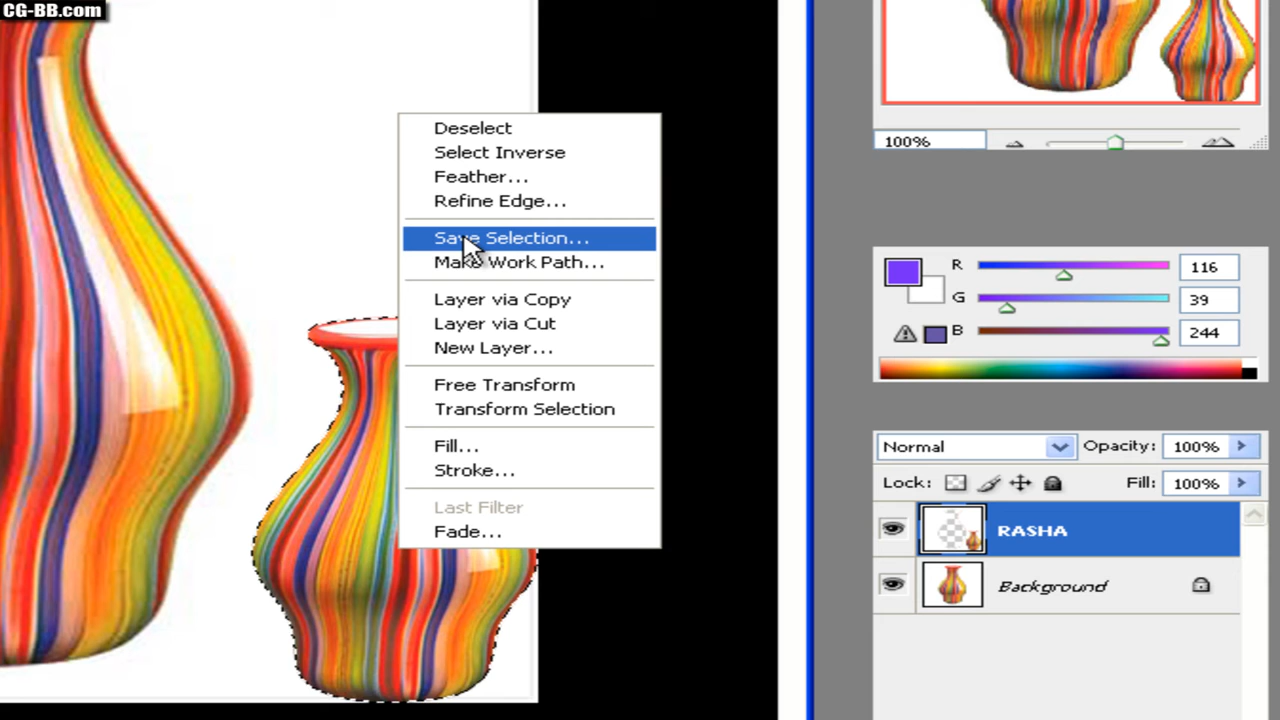 CG-BB.com
Deselect
Select Inverse
Feather...
Refine Edge...
Save Selection...
Make Work Path...
Layer via Copy
Layer via Cut
New Layer...
Free Transform
Transform Selection
Fill...
Stroke...
Last Filter
Fade...
100%
R 116
G 39
B 244
Normal Opacity: 100%
Lock: Fill: 100%
RASHA
Background